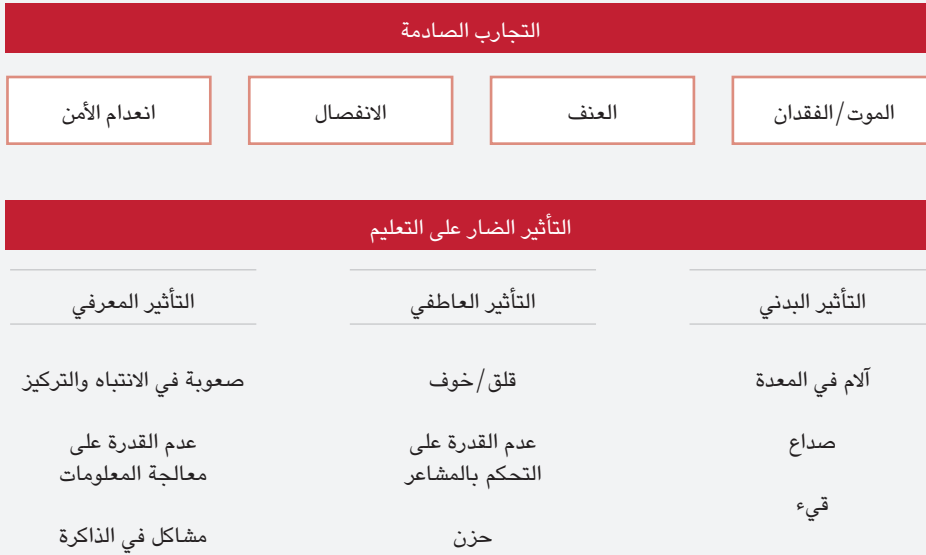 التجارب الصادمة
الموت/الفقدان
العنف
الانفصال
انعدام الأمن
التأثير الضار على التعليم
التأثير البدني
آلام في المعدة
صداع
قيء
التأثير العاطفي
قلق/خوف
عدم القدرة على
التحكم بالمشاعر
حزن
التأثير المعرفي
صعوبة في الانتباه والتركيز
عدم القدرة على
معالجة المعلومات
مشاكل في الذاكرة